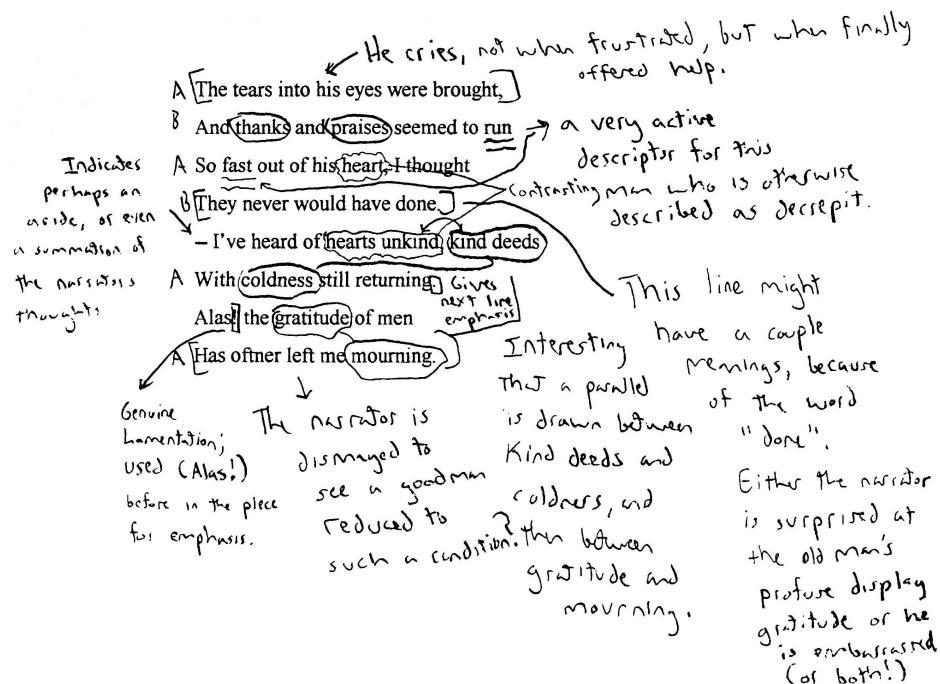 He cries, not when frustrated, but when finally
offered help.
A [The tears into his eyes were brought,]
B And thanks and praises seemed to run
A So fast out of his heart, I thought
B [They never would have done.]
– I've heard of hearts unkind, kind deeds
A With coldness still returning.]
Alas! the gratitude of men
A [Has oftner left me mourning.
Indicates
perhaps an
aside, or even
a summation of
the narrators
thoughts
a very active
descriptor for this
man who is otherwise
described as decrepit.
Contrasting
Gives
next line
emphasis
Genuine
lamentation;
used (Alas!)
before in the piece
for emphasis.
The narrator is
dismayed to
see a good man
reduced to
such a condition?
Interesting
that a parallel
is drawn between
kind deeds and
coldness, and
then between
gratitude and
mourning.
This line might
have a couple
menings, because
of the word
"done".
Either the narrator
is surprised at
the old man's
profuse display
gratitude or he
is embarrassed
(or both!)